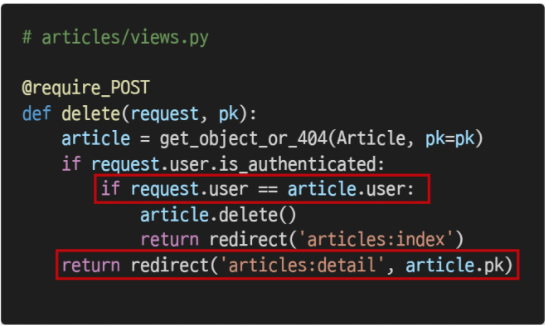 # articles/views.py
@require_POST
def delete(request, pk):
    article = get_object_or_404(Article, pk=pk)
    if request.user.is_authenticated:
        if request.user == article.user:
            article.delete()
            return redirect('articles:index')
    return redirect('articles:detail', article.pk)